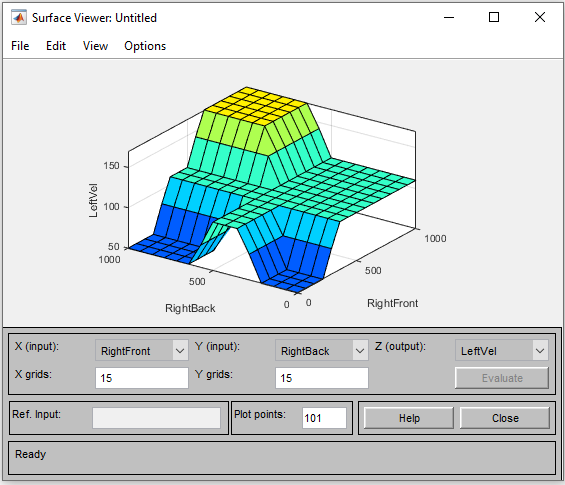 Surface Viewer: Untitled
File Edit View Options
LeftVel
150
100
50
1000
500
0
RightBack
0
500
1000
RightFront
X (input): RightFront Y (input): RightBack Z (output): LeftVel
X grids: 15 Y grids: 15 Evaluate
Ref. Input: Plot points: 101 Help Close
Ready